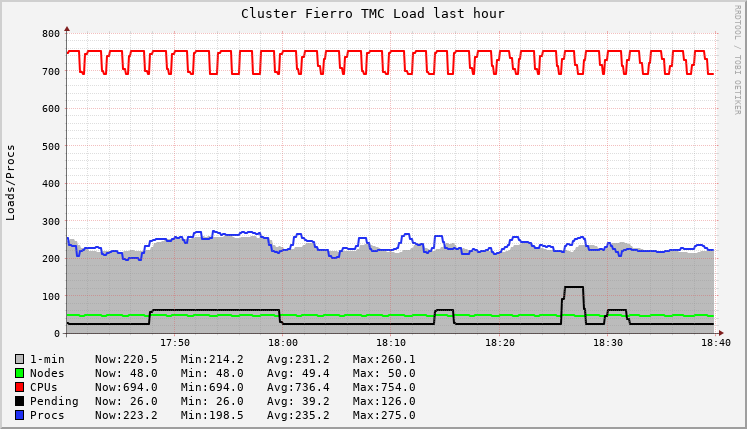 Cluster Fierro TMC Load last hour
RRDTOOL / TOBI OETIKER
Loads/Procs
800
700
600
500
400
300
200
100
0
17:50 18:00 18:10 18:20 18:30 18:40
1-min Now:220.5 Min:214.2 Avg:231.2 Max:260.1
Nodes Now: 48.0 Min: 48.0 Avg: 49.4 Max: 50.0
CPUs Now:694.0 Min:694.0 Avg:736.4 Max:754.0
Pending Now: 26.0 Min: 26.0 Avg: 39.2 Max:126.0
Procs Now:223.2 Min:198.5 Avg:235.2 Max:275.0